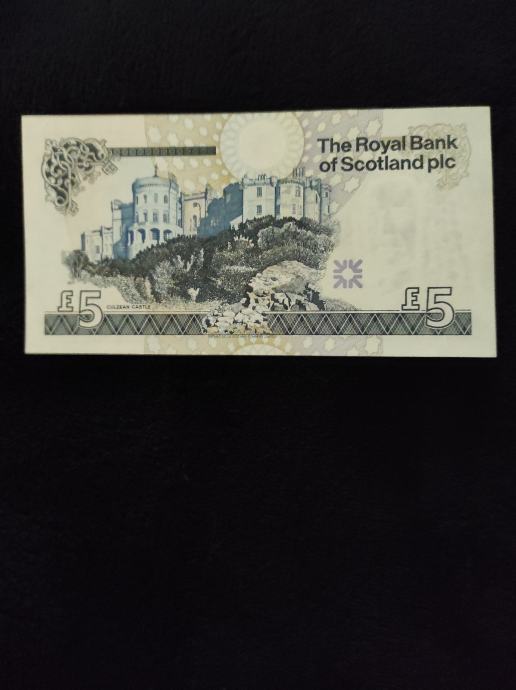 The Royal Bank
of Scotland plc
CULZEAN CASTLE
£5
£5